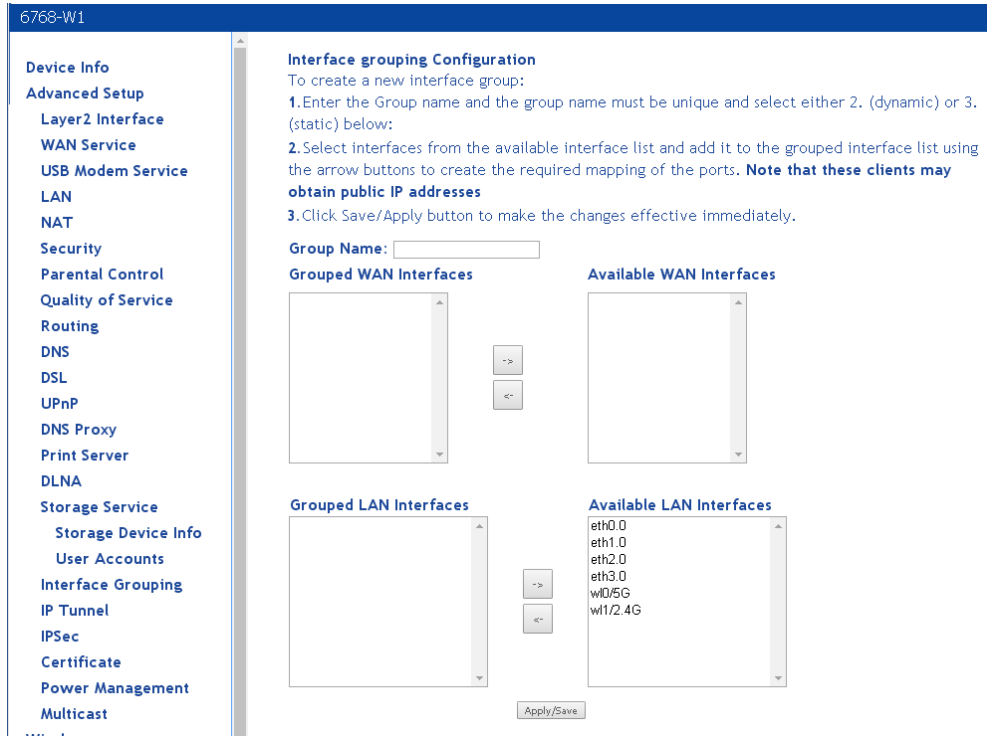 6768-W1
Device Info
Advanced Setup
Layer2 Interface
WAN Service
USB Modem Service
LAN
NAT
Security
Parental Control
Quality of Service
Routing
DNS
DSL
UPnP
DNS Proxy
Print Server
DLNA
Storage Service
Storage Device Info
User Accounts
Interface Grouping
IP Tunnel
IPSec
Certificate
Power Management
Multicast
Interface grouping Configuration
To create a new interface group:
1.Enter the Group name and the group name must be unique and select either 2. (dynamic) or 3.
(static) below:
2.Select interfaces from the available interface list and add it to the grouped interface list using
the arrow buttons to create the required mapping of the ports. Note that these clients may
obtain public IP addresses
3.Click Save/Apply button to make the changes effective immediately.
Group Name:
Grouped WAN Interfaces
Available WAN Interfaces
->
<-
Grouped LAN Interfaces
Available LAN Interfaces
eth0.0
eth1.0
eth2.0
eth3.0
wl0/5G
wl1/2.4G
->
<-
Apply/Save